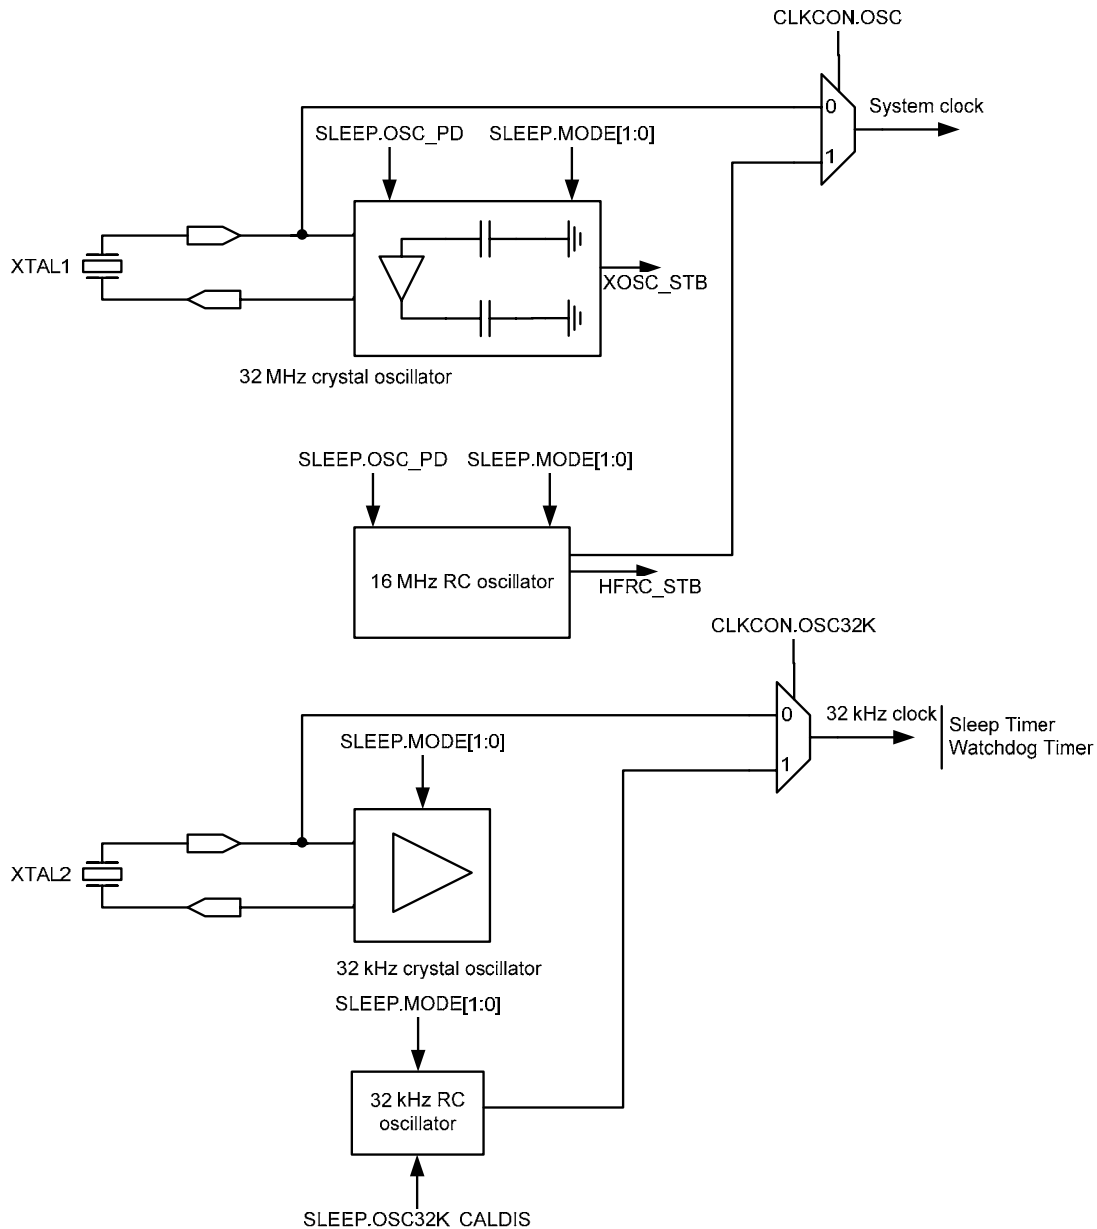 CLKCON.OSC
0
System clock
SLEEP.OSC_PD
SLEEP.MODE[1:0]
1
XTAL1
XOSC_STB
32 MHz crystal oscillator
SLEEP.OSC_PD
SLEEP.MODE[1:0]
16 MHz RC oscillator
HFRC_STB
CLKCON.OSC32K
0
32 kHz clock
Sleep Timer
Watchdog Timer
SLEEP.MODE[1:0]
1
XTAL2
32 kHz crystal oscillator
SLEEP.MODE[1:0]
32 kHz RC
oscillator
SLEEP.OSC32K CALDIS